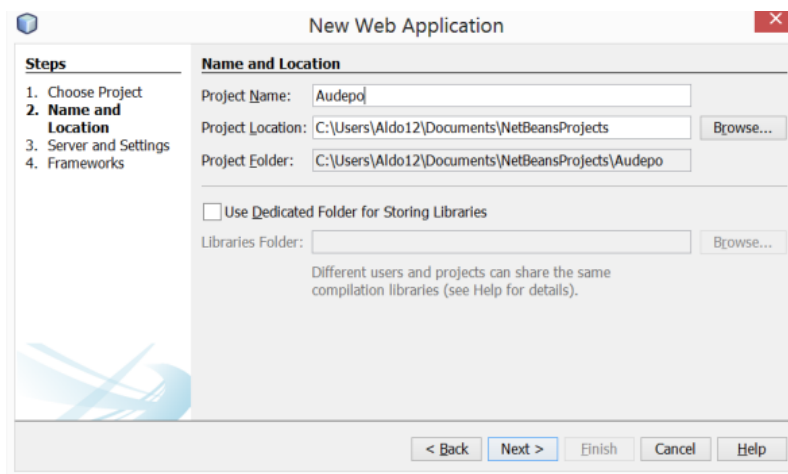 New Web Application
Steps
1. Choose Project
2. Name and
Location
3. Server and Settings
4. Frameworks
Name and Location
Project Name: Audepo
Project Location: C:\Users\Aldo12\Documents\NetBeansProjects Browse...
Project Folder: C:\Users\Aldo12\Documents\NetBeansProjects\Audepo
Use Dedicated Folder for Storing Libraries
Libraries Folder: Browse...
Different users and projects can share the same
compilation libraries (see Help for details).
< Back Next > Finish Cancel Help